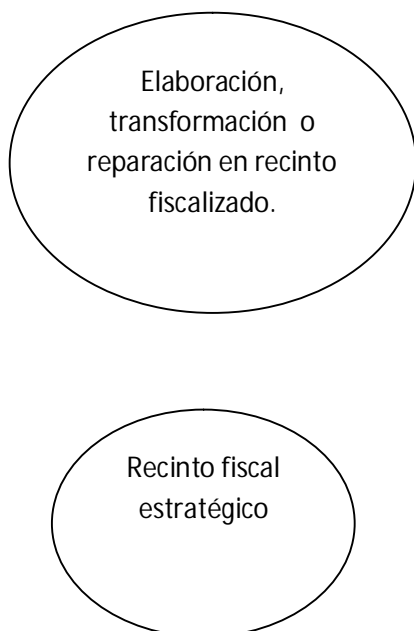 Elaboración,
transformación o
reparación en recinto
fiscalizado.
Recinto fiscal
estratégico